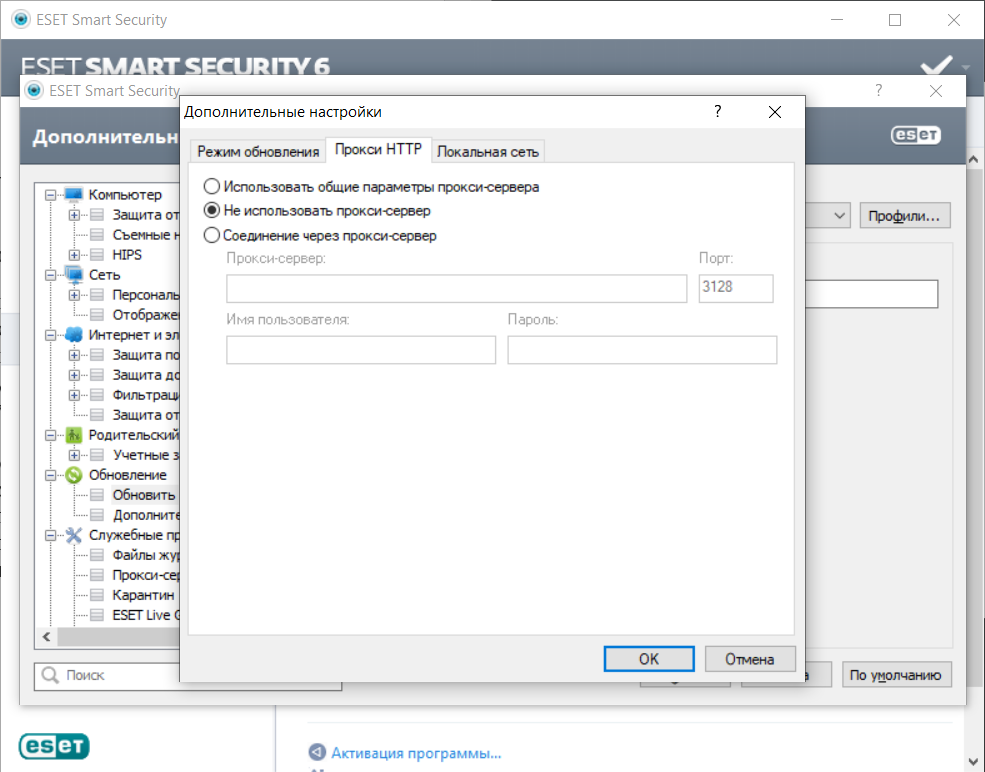 ESET Smart Security
ESET SMART SECURITY 6
ESET Smart Security
Дополнительн
eset
Дополнительные настройки
?
?
Режим обновления
Прокси HTTP
Локальная сеть
Использовать общие параметры прокси-сервера
Не использовать прокси-сервер
Соединение через прокси-сервер
Прокси-сервер:
Порт:
3128
Имя пользователя:
Пароль:
OK
Отмена
Компьютер
Защита от
Съемные н
HIPS
Сеть
Персональ
Отображен
Интернет и эл
Защита по
Защита до
Фильтраци
Защита от
Родительский
Учетные з
Обновление
Обновить
Дополните
Служебные пр
Файлы жур
Прокси-сер
Карантин
ESET Live G
Поиск
Профили...
По умолчанию
eset
Активация программы...